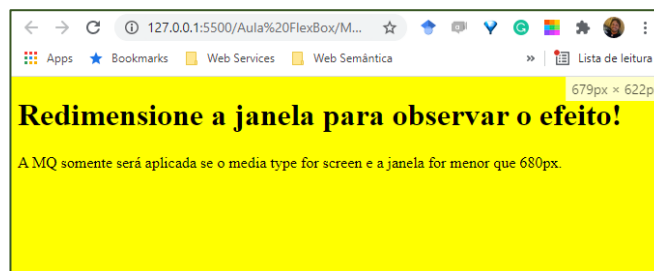 127.0.0.1:5500/Aula%20FlexBox/M...
Apps Bookmarks Web Services Web Semântica » Lista de leitura
679px × 622p
Redimensione a janela para observar o efeito!
A MQ somente será aplicada se o media type for screen e a janela for menor que 680px.